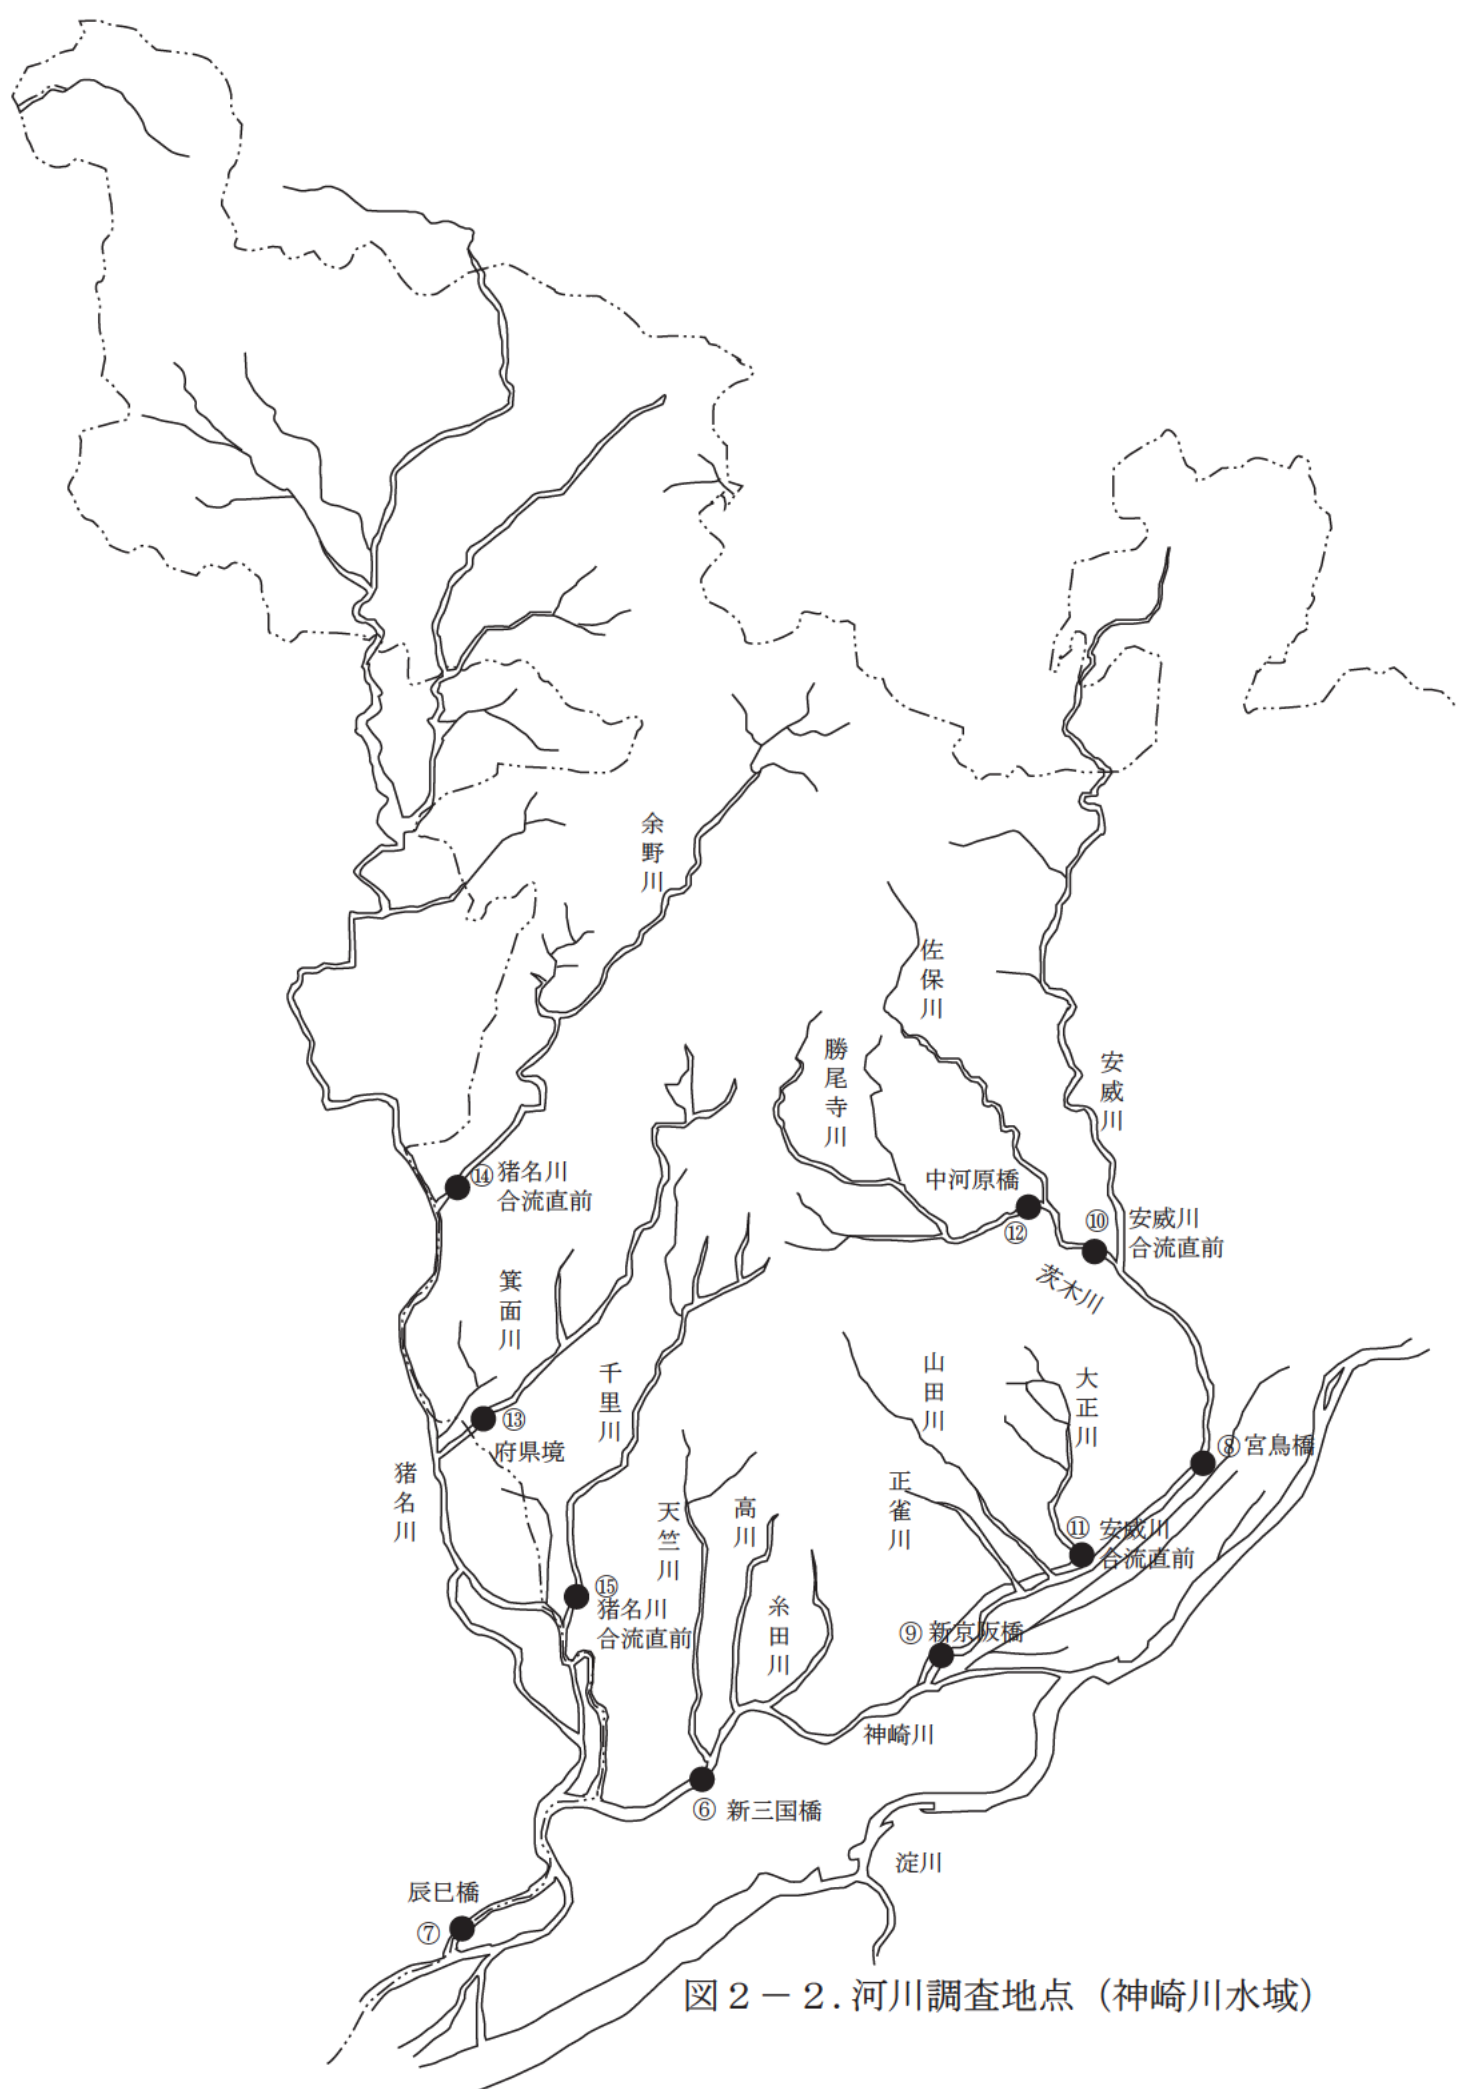 余野川
佐保川
勝尾寺川
安威川
中河原橋
⑫
⑩
安威川
合流直前
茨木川
⑭
猪名川
合流直前
箕面川
千里川
⑬
府県境
猪名川
山田川
大正川
⑧宮鳥橋
正雀川
天竺川
高川
糸田川
⑪
安威川
合流直前
⑮
猪名川
合流直前
⑨新京阪橋
神崎川
⑥ 新三国橋
淀川
辰巳橋
⑦
図2-2.河川調査地点（神崎川水域）